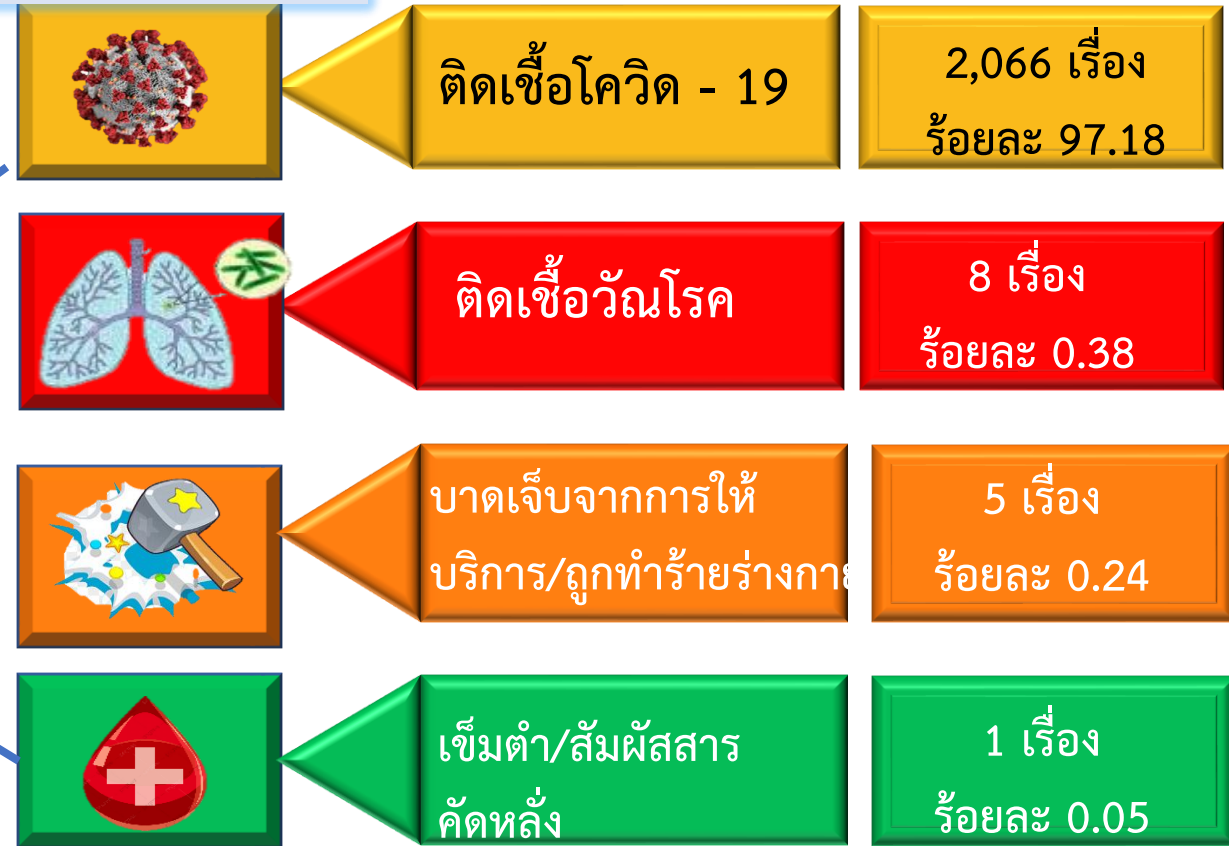 ติดเชื้อโควิด - 19
2,066 เรื่อง
ร้อยละ 97.18
ติดเชื้อวัณโรค
8 เรื่อง
ร้อยละ 0.38
บาดเจ็บจากการให้
บริการ/ถูกทำร้ายร่างกาย
5 เรื่อง
ร้อยละ 0.24
เข็มตำ/สัมผัสสาร
คัดหลั่ง
1 เรื่อง
ร้อยละ 0.05